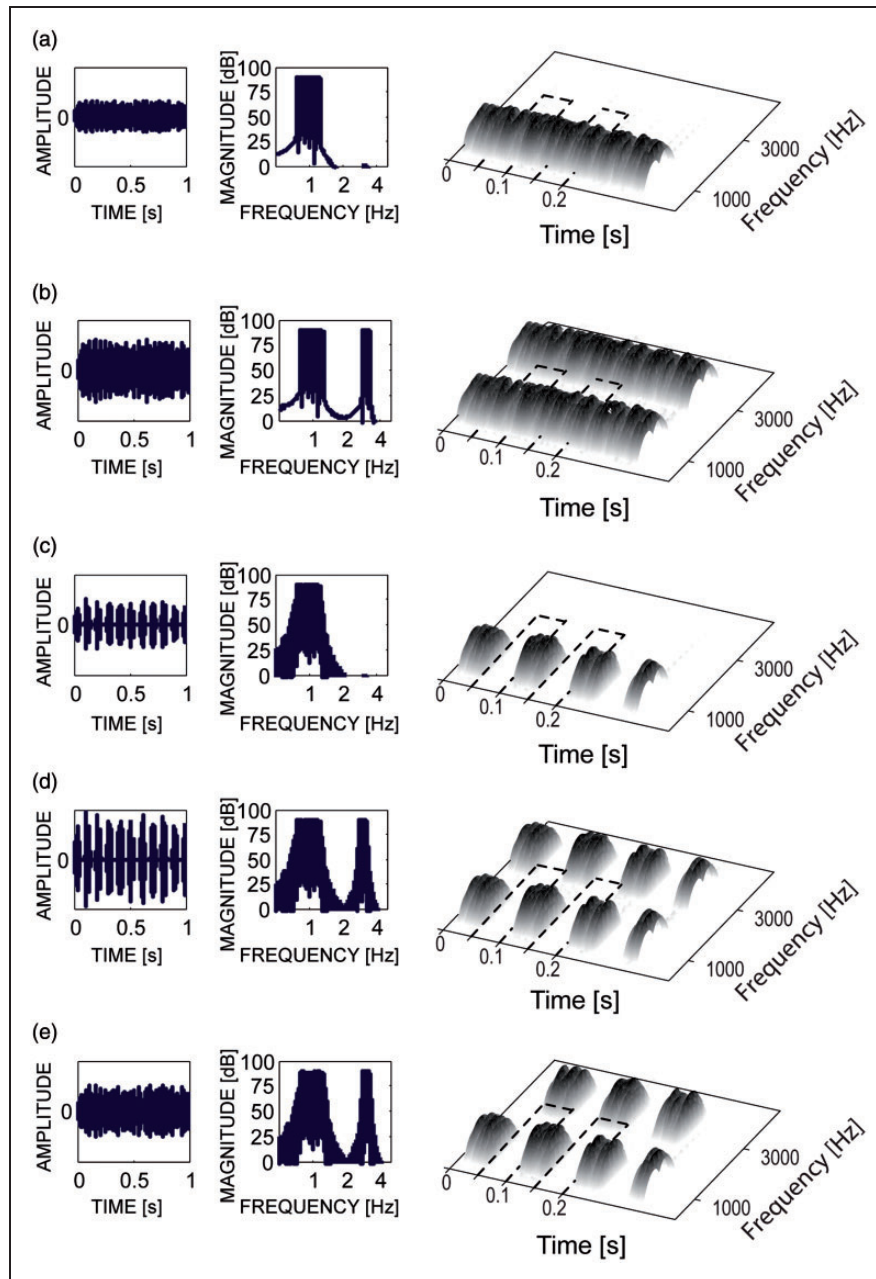 (a)
AMPLITUDE
0
0 0.5 1
TIME [s]
MAGNITUDE [dB]
100
75
50
25
0
1 2 4
FREQUENCY [Hz]
0 0.1 0.2
Time [s]
1000 3000
Frequency [Hz]
(b)
AMPLITUDE
0
0 0.5 1
TIME [s]
MAGNITUDE [dB]
100
75
50
25
0
1 2 4
FREQUENCY [Hz]
0 0.1 0.2
Time [s]
1000 3000
Frequency [Hz]
(c)
AMPLITUDE
0
0 0.5 1
TIME [s]
MAGNITUDE [dB]
100
75
50
25
0
1 2 4
FREQUENCY [Hz]
0 0.1 0.2
Time [s]
1000 3000
Frequency [Hz]
(d)
AMPLITUDE
0
0 0.5 1
TIME [s]
MAGNITUDE [dB]
100
75
50
25
0
1 2 4
FREQUENCY [Hz]
0 0.1 0.2
Time [s]
1000 3000
Frequency [Hz]
(e)
AMPLITUDE
0
0 0.5 1
TIME [s]
MAGNITUDE [dB]
100
75
50
25
0
1 2 4
FREQUENCY [Hz]
0 0.1 0.2
Time [s]
1000 3000
Frequency [Hz]